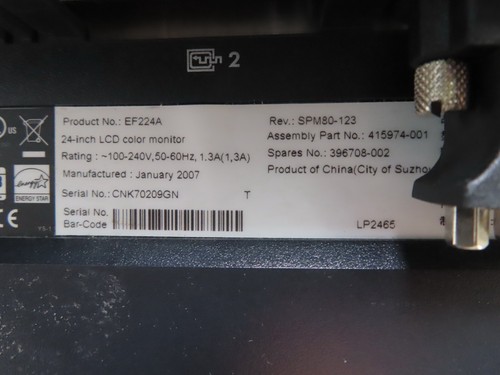 2
US
Product No.: EF224A
Rev.: SPM80-123
24-inch LCD color monitor
Assembly Part No.: 415974-001
Rating : ~100-240V,50-60Hz, 1.3A(1,3A)
Spares No.: 396708-002
Manufactured : January 2007
Product of China(City of
Serial No.: CNK70209GN
T
ENERGY STAR
Serial No.
Bar-Code
LP2465
CE